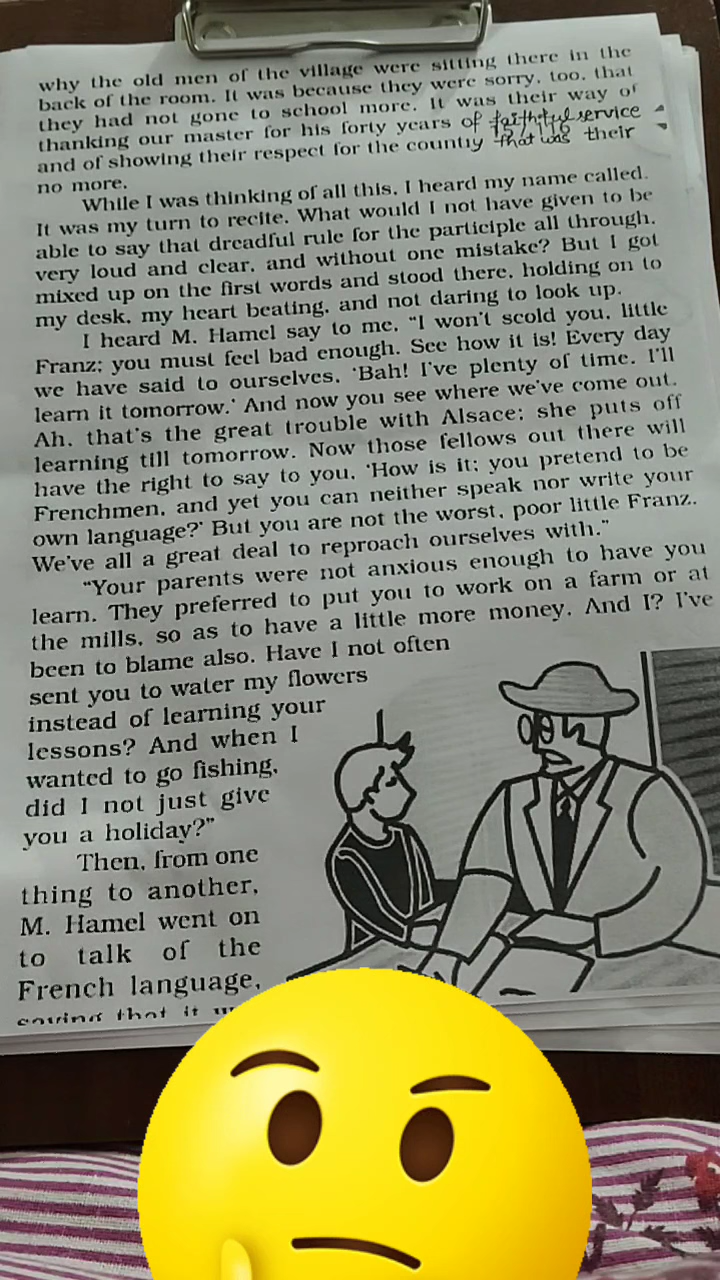 why the old men of the village were sitting there in the
back of the room. It was because they were sorry, too, that
they had not gone to school more. It was their way of
thanking our master for his forty years of faithful service
and of showing their respect for the country that was their
no more.
While I was thinking of all this, I heard my name called.
It was my turn to recite. What would I not have given to be
able to say that dreadful rule for the participle all through,
very loud and clear, and without one mistake? But I got
mixed up on the first words and stood there, holding on to
my desk, my heart beating, and not daring to look up.
I heard M. Hamel say to me, “I won't scold you, little
Franz; you must feel bad enough. See how it is! Every day
we have said to ourselves, ‘Bah! I've plenty of time. I'll
learn it tomorrow.’ And now you see where we've come out.
Ah, that's the great trouble with Alsace; she puts off
learning till tomorrow. Now those fellows out there will
have the right to say to you, ‘How is it; you pretend to be
Frenchmen, and yet you can neither speak nor write your
own language?’ But you are not the worst, poor little Franz.
We've all a great deal to reproach ourselves with.”
“Your parents were not anxious enough to have you
learn. They preferred to put you to work on a farm or at
the mills, so as to have a little more money. And I? I've
been to blame also. Have I not often
sent you to water my flowers
instead of learning your
lessons? And when I
wanted to go fishing,
did I not just give
you a holiday?”
Then, from one
thing to another,
M. Hamel went on
to talk of the
French language,
saying that it